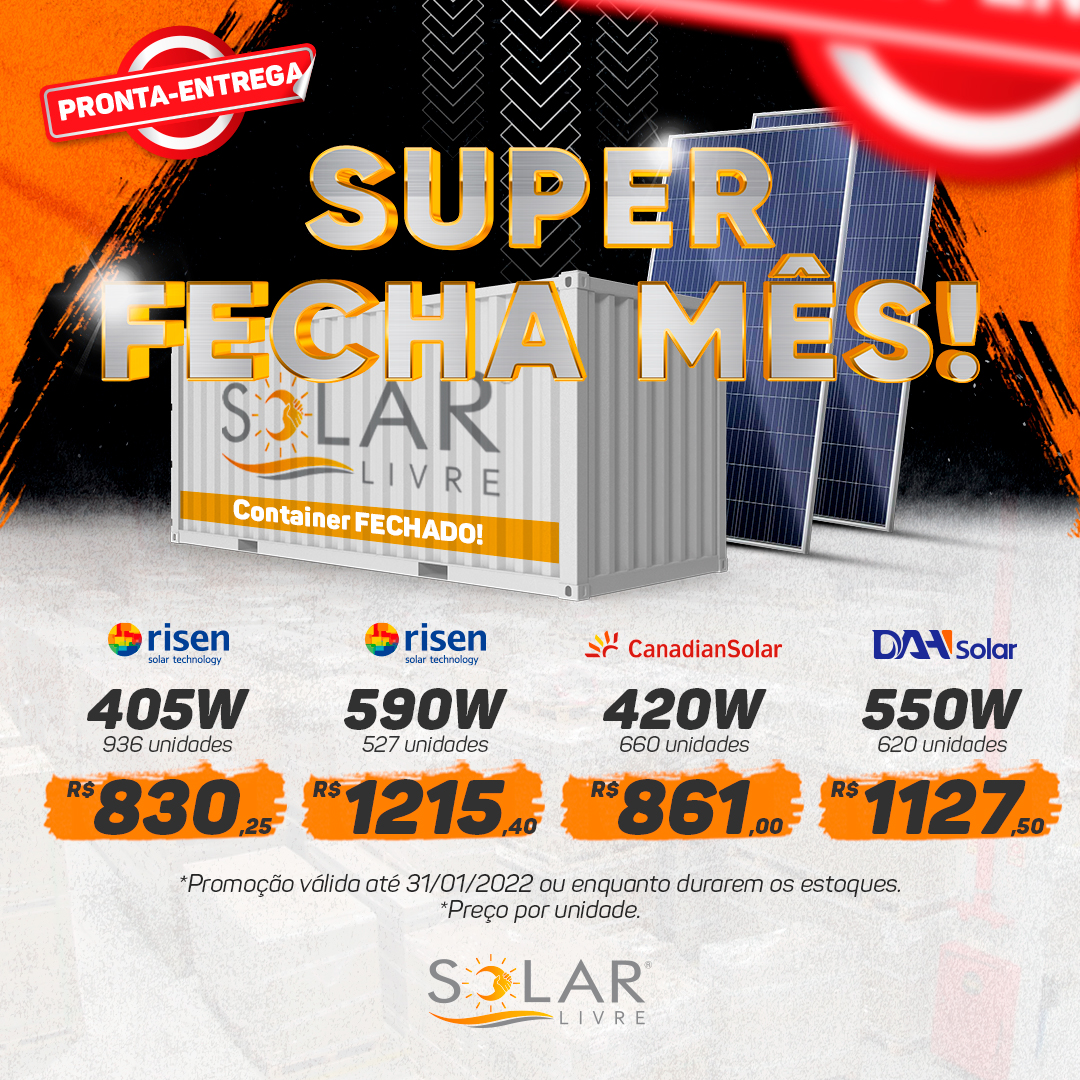 PRONTA-ENTREGA
SUPER
FECHA MÊS!
SOLAR
LIVRE
Container FECHADO!
risen
solar technology
405W
936 unidades
R$ 830,25
risen
solar technology
590W
527 unidades
R$ 1215,40
CanadianSolar
420W
660 unidades
R$ 861,00
DAH Solar
550W
620 unidades
R$ 1127,50
*Promoção válida até 31/01/2022 ou enquanto durarem os estoques.
*Preço por unidade.
SOLAR®
LIVRE